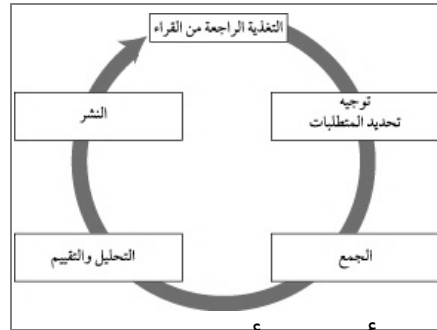 التغذية الراجعة من القراء
توجيه
تحديد المتطلبات
النشر
الجمع
التحليل والتقييم